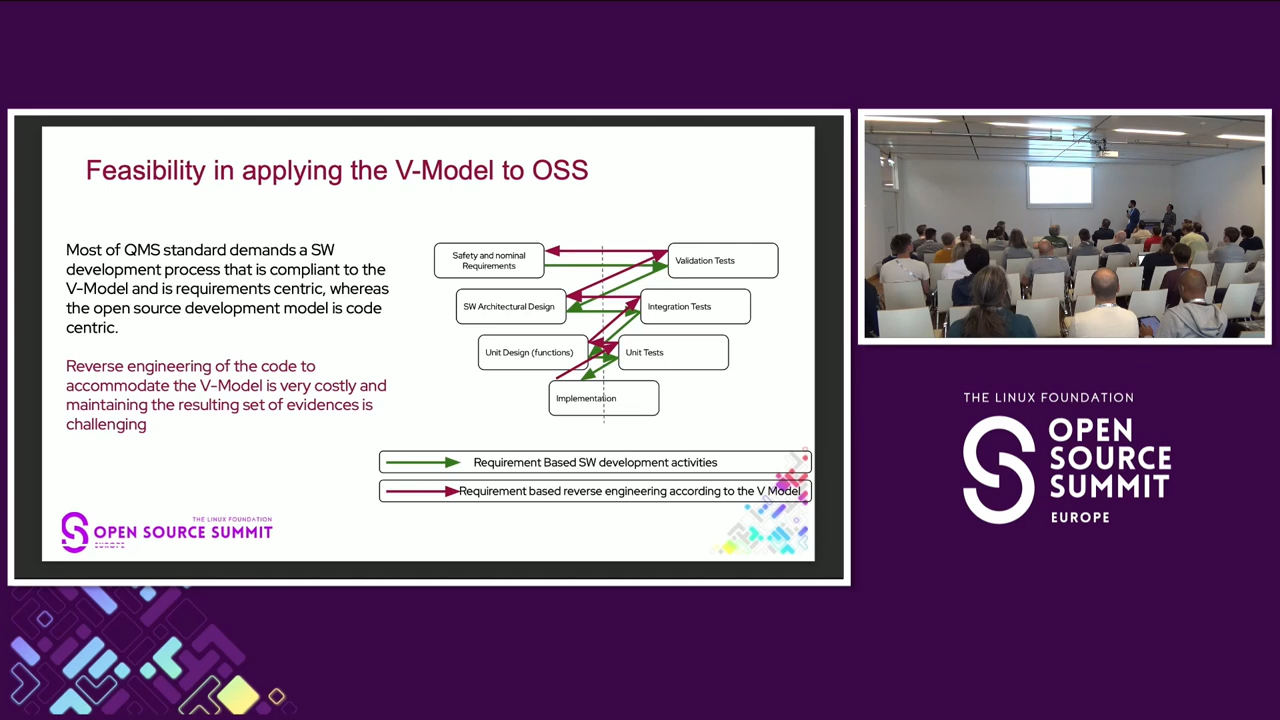 Feasibility in applying the V-Model to OSS
Most of QMS standard demands a SW
development process that is compliant to the
V-Model and is requirements centric, whereas
the open source development model is code
centric.
Reverse engineering of the code to
accommodate the V-Model is very costly and
maintaining the resulting set of evidences is
challenging
Safety and nominal
Requirements
Validation Tests
SW Architectural Design
Integration Tests
Unit Design (functions)
Unit Tests
Implementation
Requirement Based SW development activities
Requirement based reverse engineering according to the V Model
THE LINUX FOUNDATION
OPEN SOURCE SUMMIT
EUROPE
THE LINUX FOUNDATION
OPEN
SOURCE
SUMMIT
EUROPE